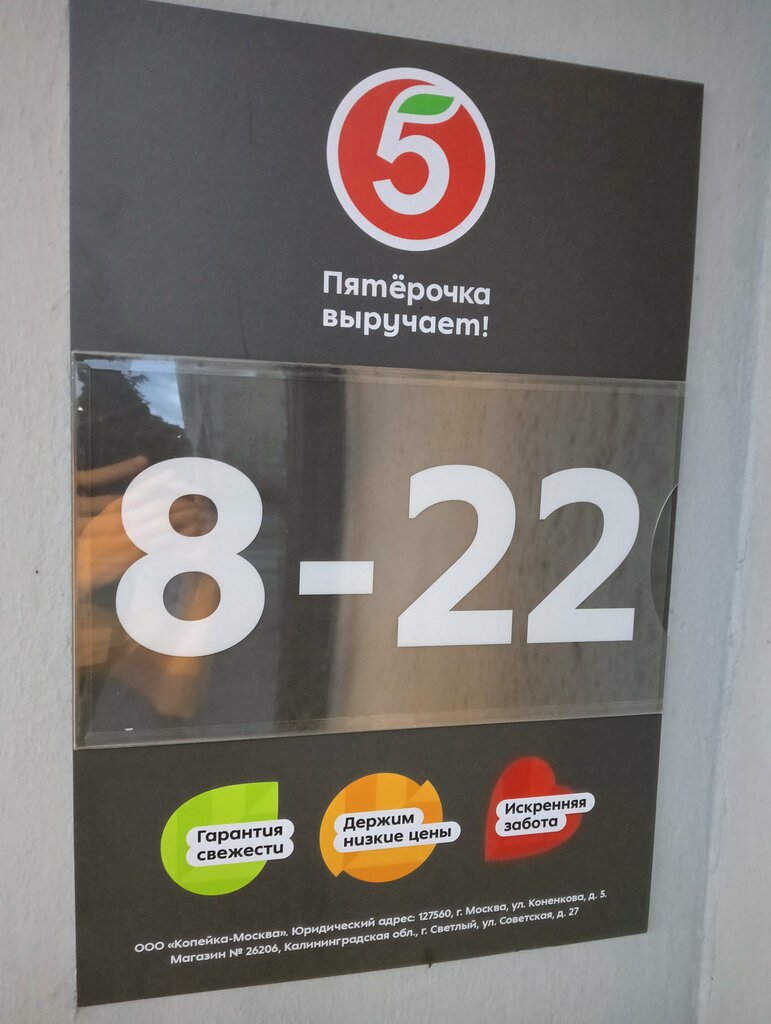 5
Пятёрочка
выручает!
8-22
Гарантия
свежести
Держим
низкие цены
Искренняя
забота
ООО «Копейка-Москва». Юридический адрес: 127560, г. Москва, ул. Коненкова, д. 5.
Магазин № 26206, Калининградская обл., г. Светлый, ул. Советская, д. 27